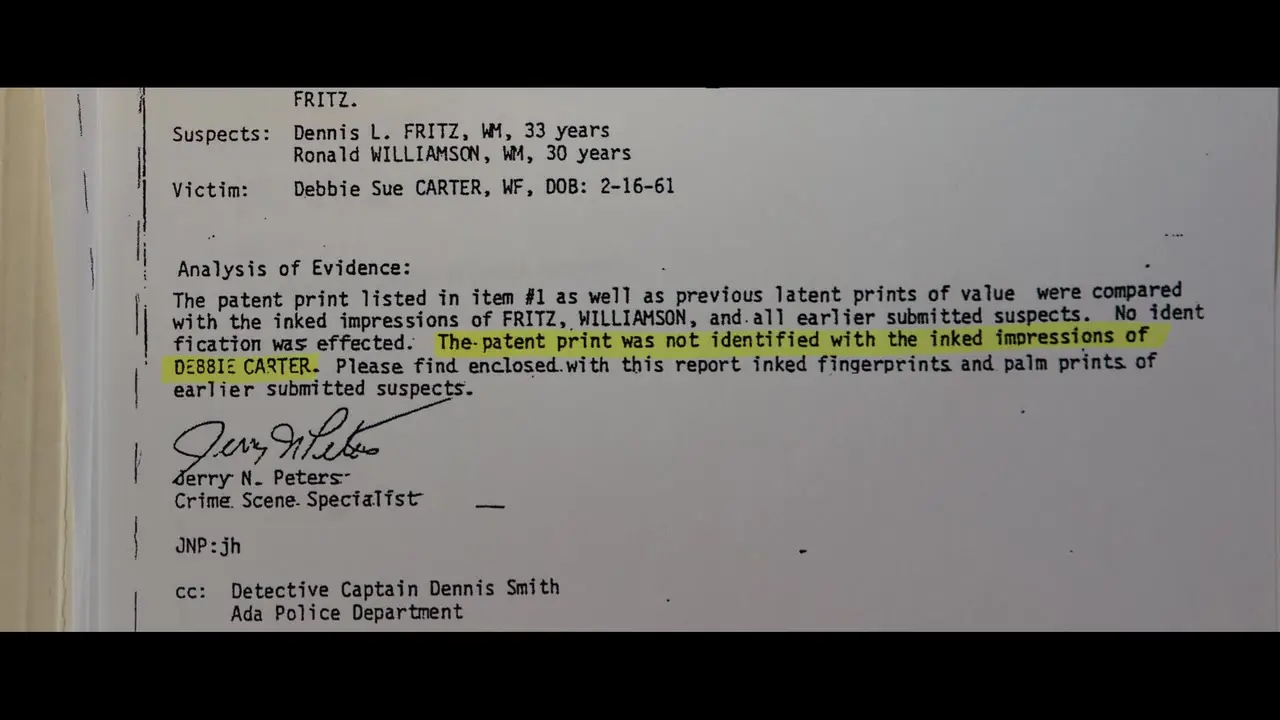 FRITZ.
Suspects: Dennis L. FRITZ, WM, 33 years
Ronald WILLIAMSON, WM, 30 years
Victim: Debbie Sue CARTER, WF, DOB: 2-16-61
Analysis of Evidence:
The patent print listed in item #1 as well as previous latent prints of value were compared
with the inked impressions of FRITZ, WILLIAMSON, and all earlier submitted suspects. No ident
fication was effected. The patent print was not identified with the inked impressions of
DEBBIE CARTER. Please find enclosed with this report inked fingerprints and palm prints of
earlier submitted suspects.
Jerry N Peters
Jerry N. Peters
Crime Scene Specialist
JNP:jh
cc: Detective Captain Dennis Smith
Ada Police Department